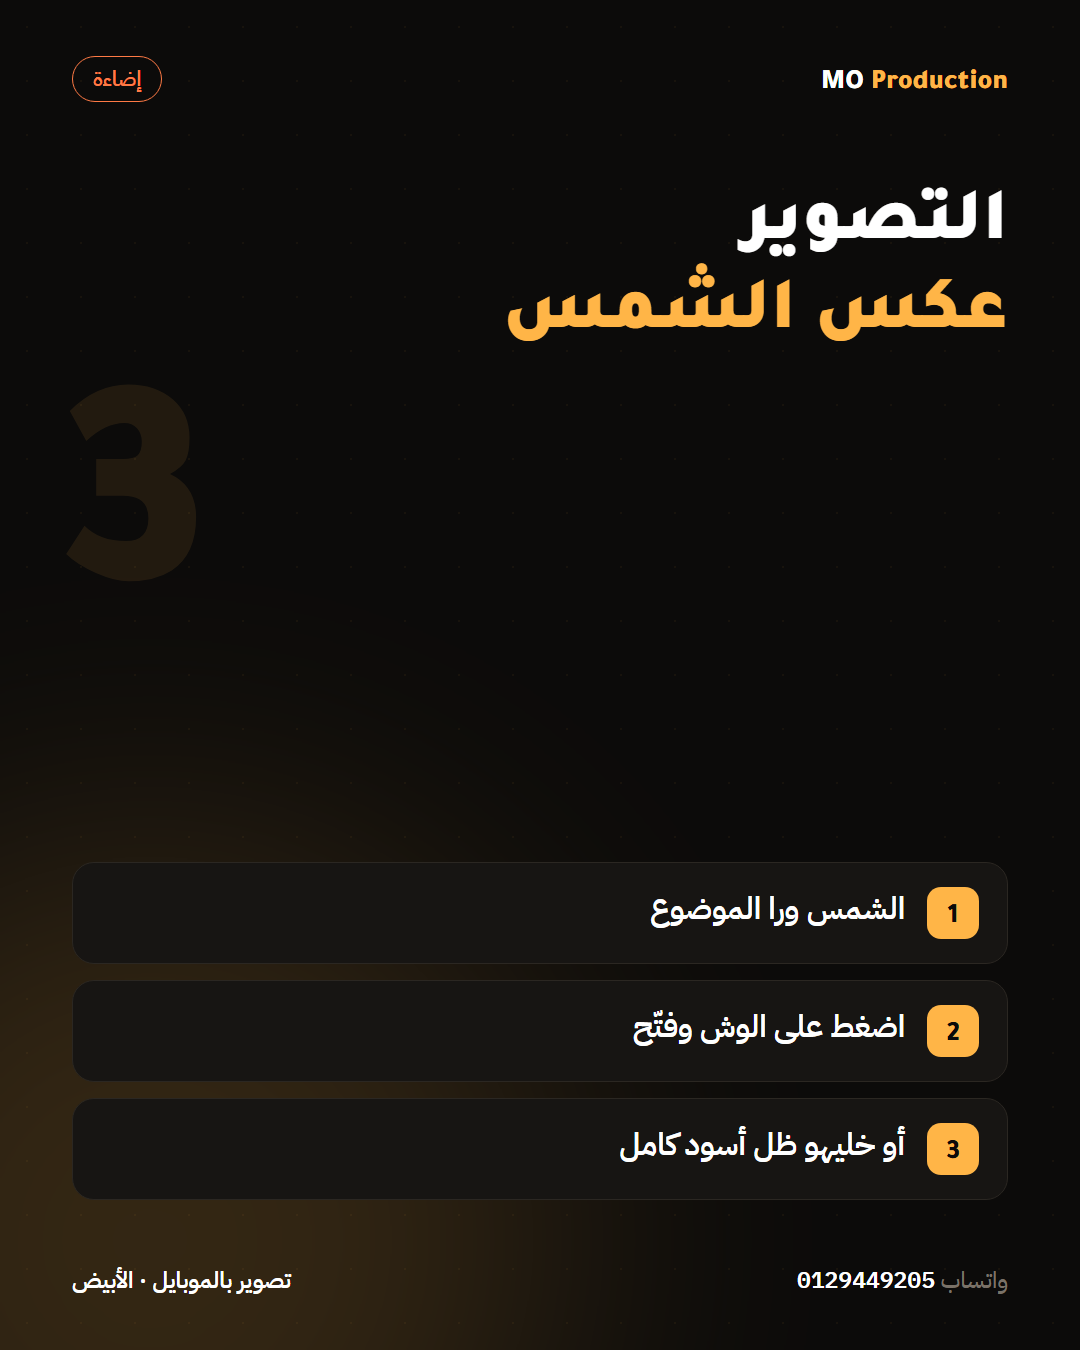 MO Production
إضاءة
التصوير
عكس الشمس
3
1 الشمس ورا الموضوع
2 اضغط على الوش وفتّح
3 أو خليهو ظل أسود كامل
واتساب 0129449205
تصوير بالموبايل · الأبيض